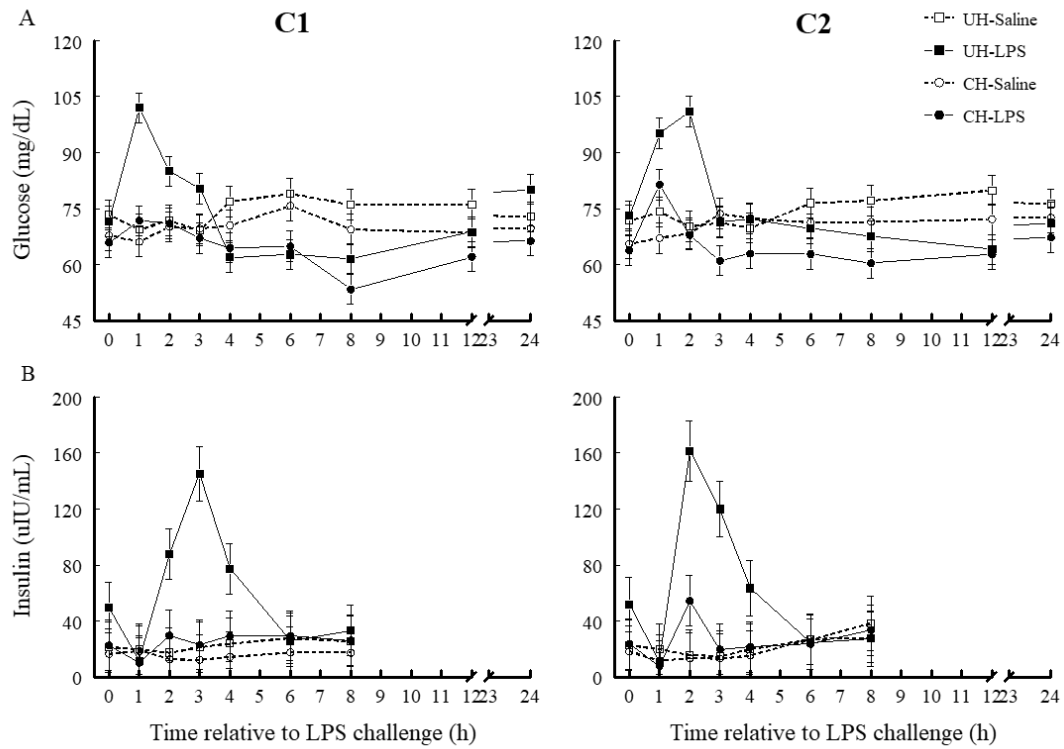 A
C1
C2
UH-Saline
UH-LPS
CH-Saline
CH-LPS
Glucose (mg/dL)
120
105
90
75
60
45
0 1 2 3 4 5 6 7 8 9 10 11 12 23 24
120
105
90
75
60
45
0 1 2 3 4 5 6 7 8 9 10 11 12 23 24
B
Insulin (uIU/mL)
200
160
120
80
40
0
0 1 2 3 4 5 6 7 8 9 10 11 12 23 24
Time relative to LPS challenge (h)
200
160
120
80
40
0
0 1 2 3 4 5 6 7 8 9 10 11 12 23 24
Time relative to LPS challenge (h)